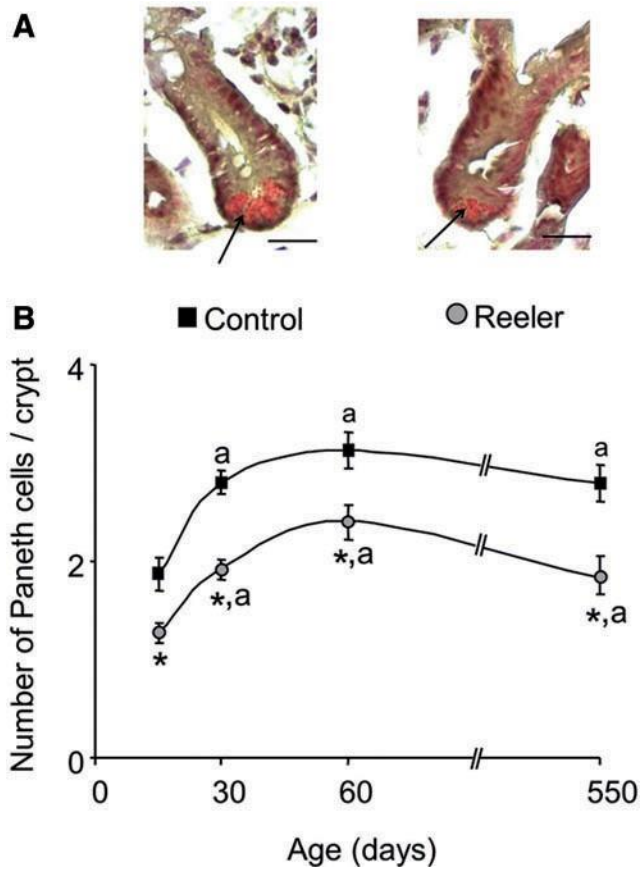 A
B
Control
Reeler
Number of Paneth cells / crypt
4
2
0
a
a
a
*
*,a
*,a
*,a
0
30
60
550
Age (days)